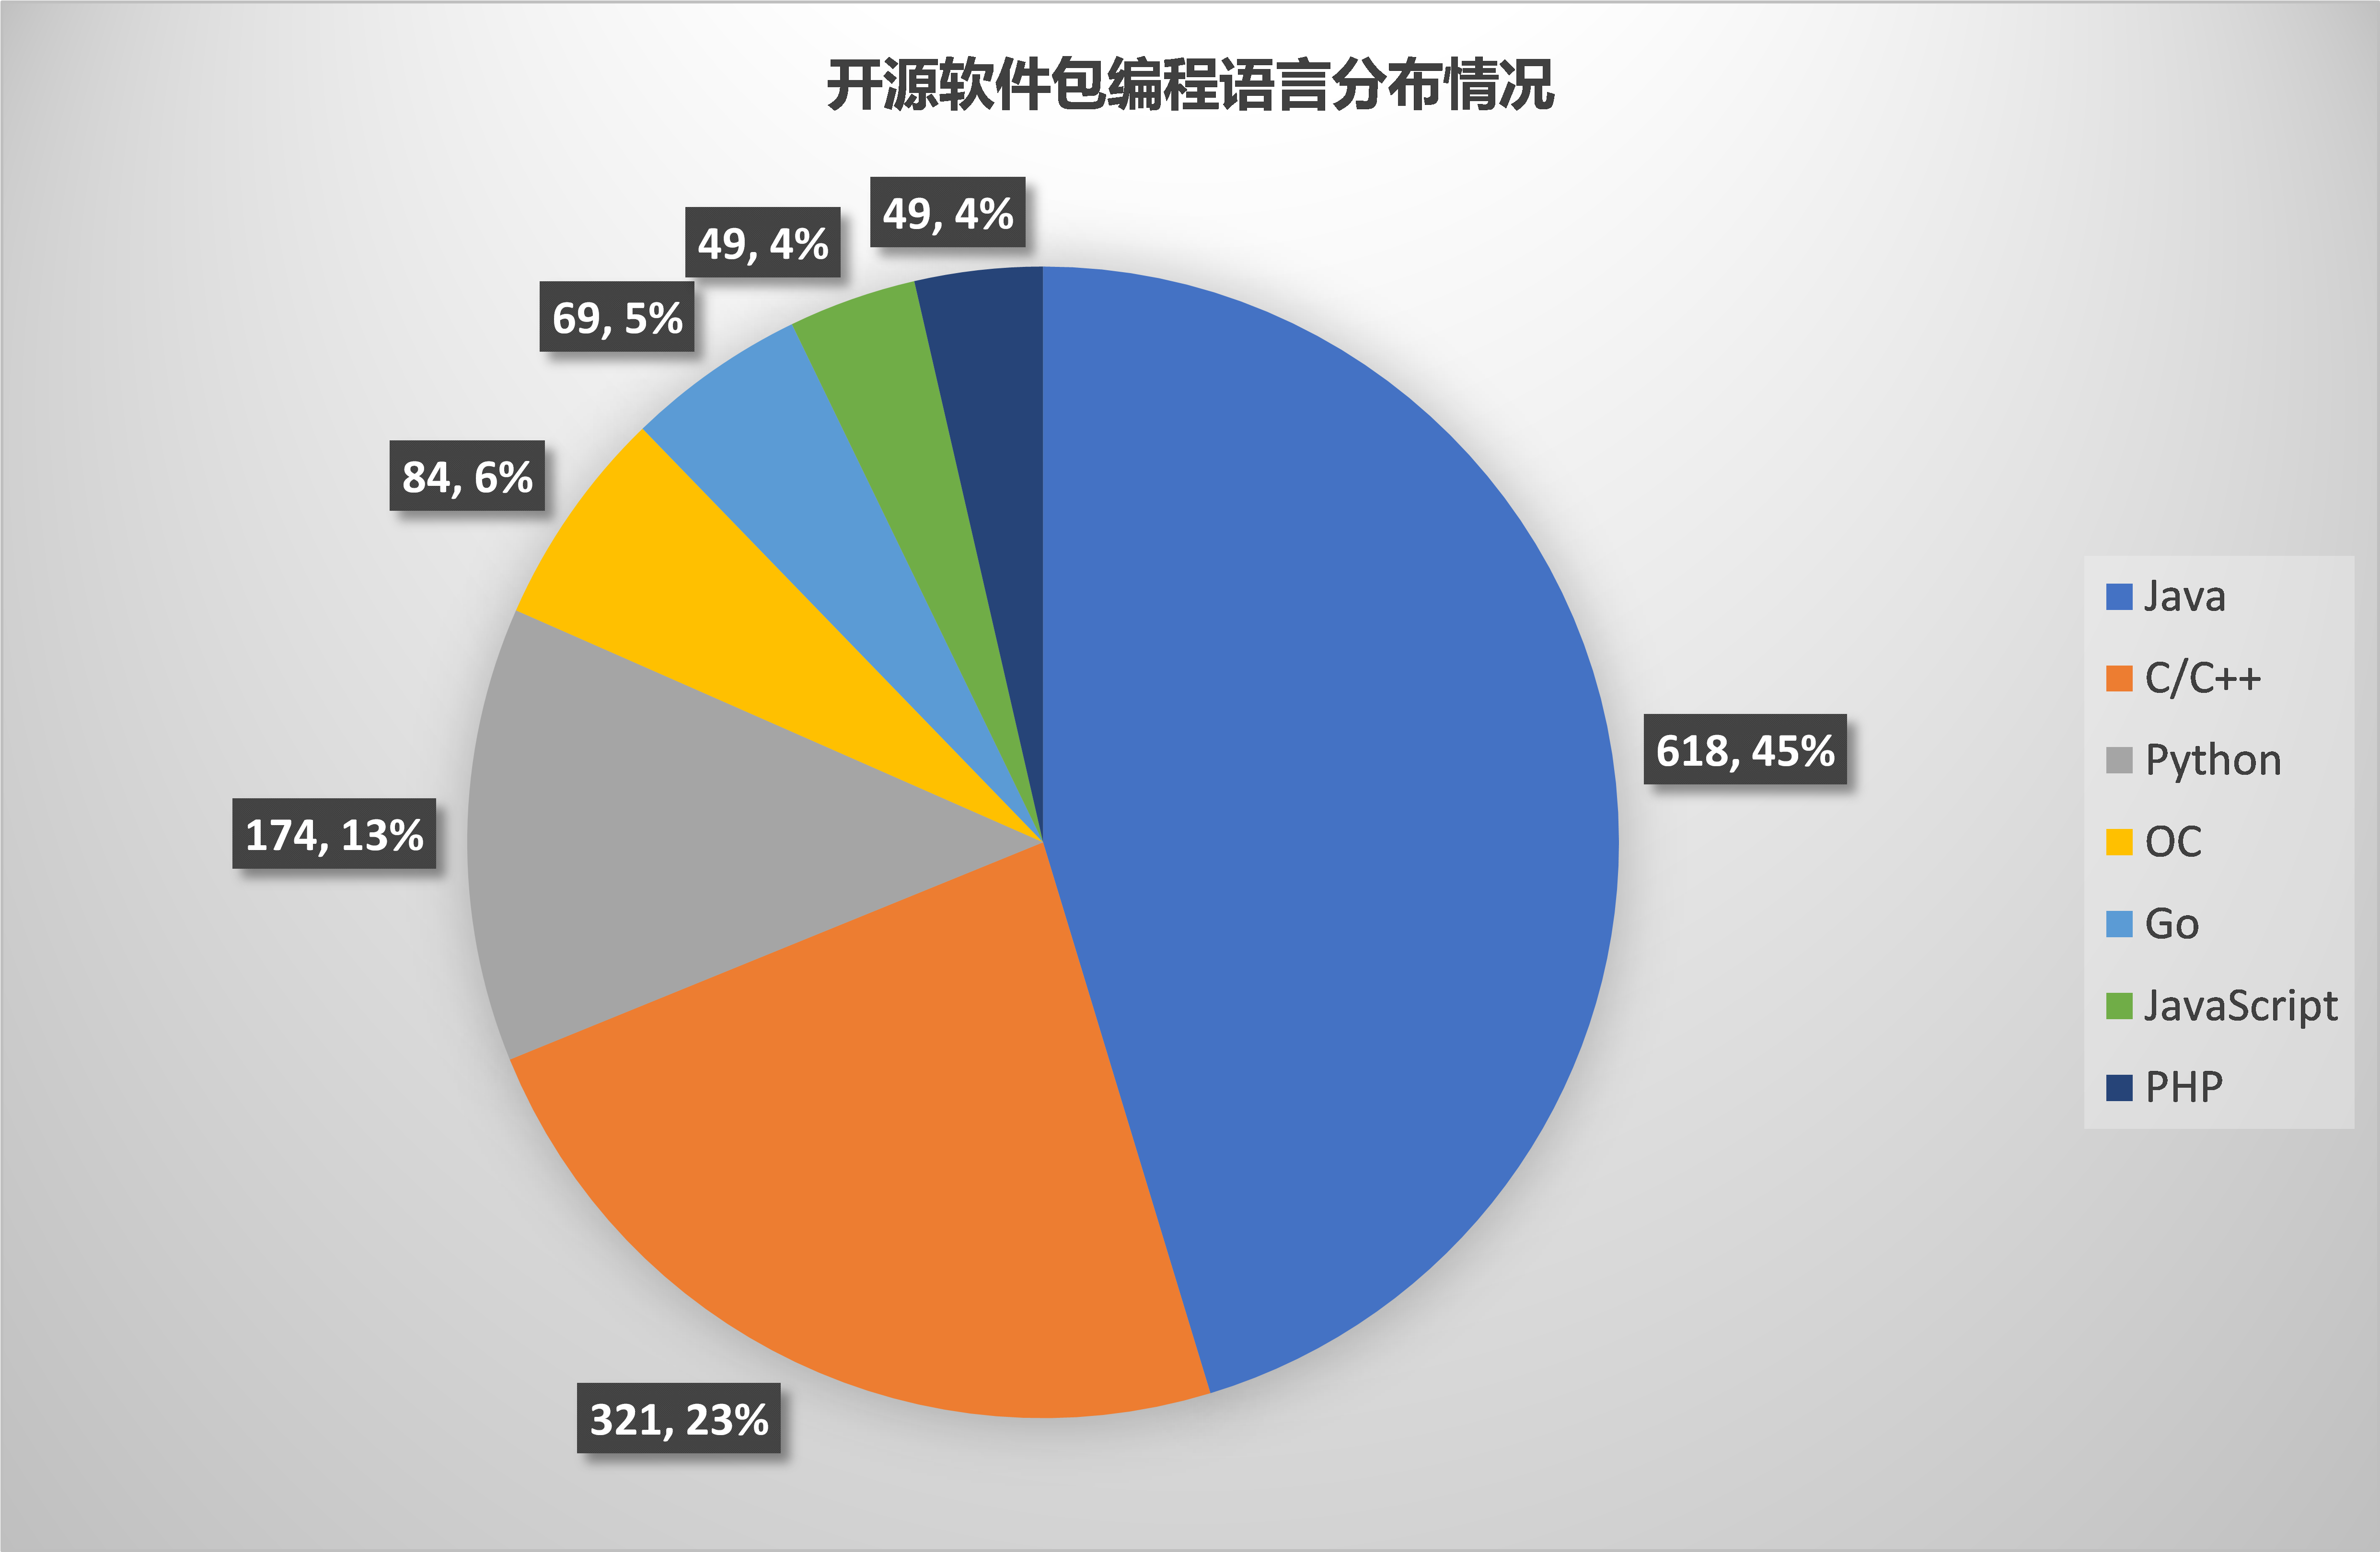 开源软件包编程语言分布情况
49, 4%
49, 4%
69, 5%
84, 6%
618, 45%
174, 13%
321, 23%
Java
C/C++
Python
OC
Go
JavaScript
PHP